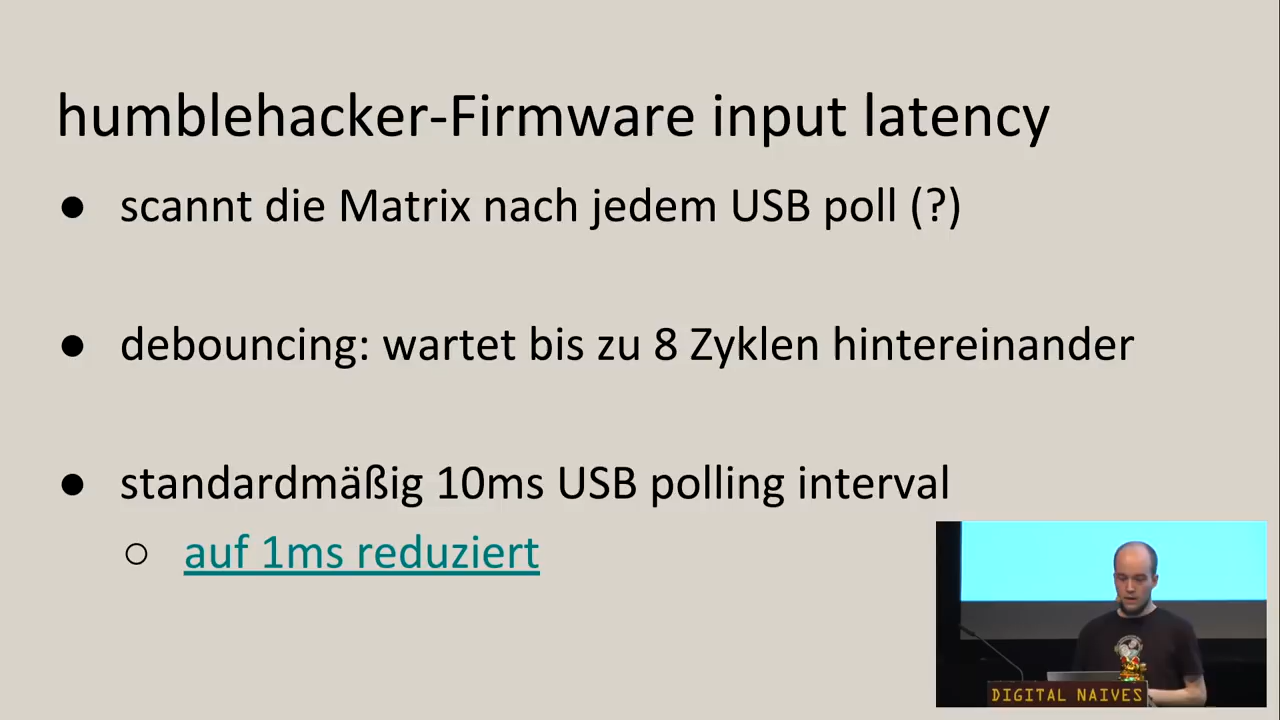 humblehacker-Firmware input latency
● scannt die Matrix nach jedem USB poll (?)
● debouncing: wartet bis zu 8 Zyklen hintereinander
● standardmäßig 10ms USB polling interval
○ auf 1ms reduziert
DIGITAL NAIVES